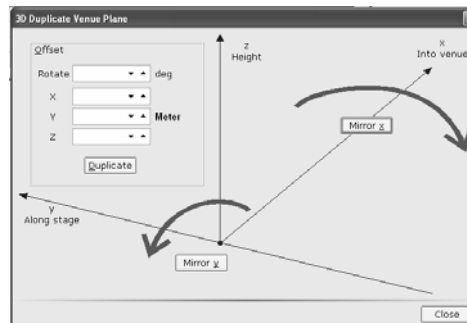 3D Duplicate Venue Plane
Offset
Rotate deg
X
Y Meter
Z
Duplicate
z
Height
x
Into venue
Mirror x
y
Along stage
Mirror y
Close